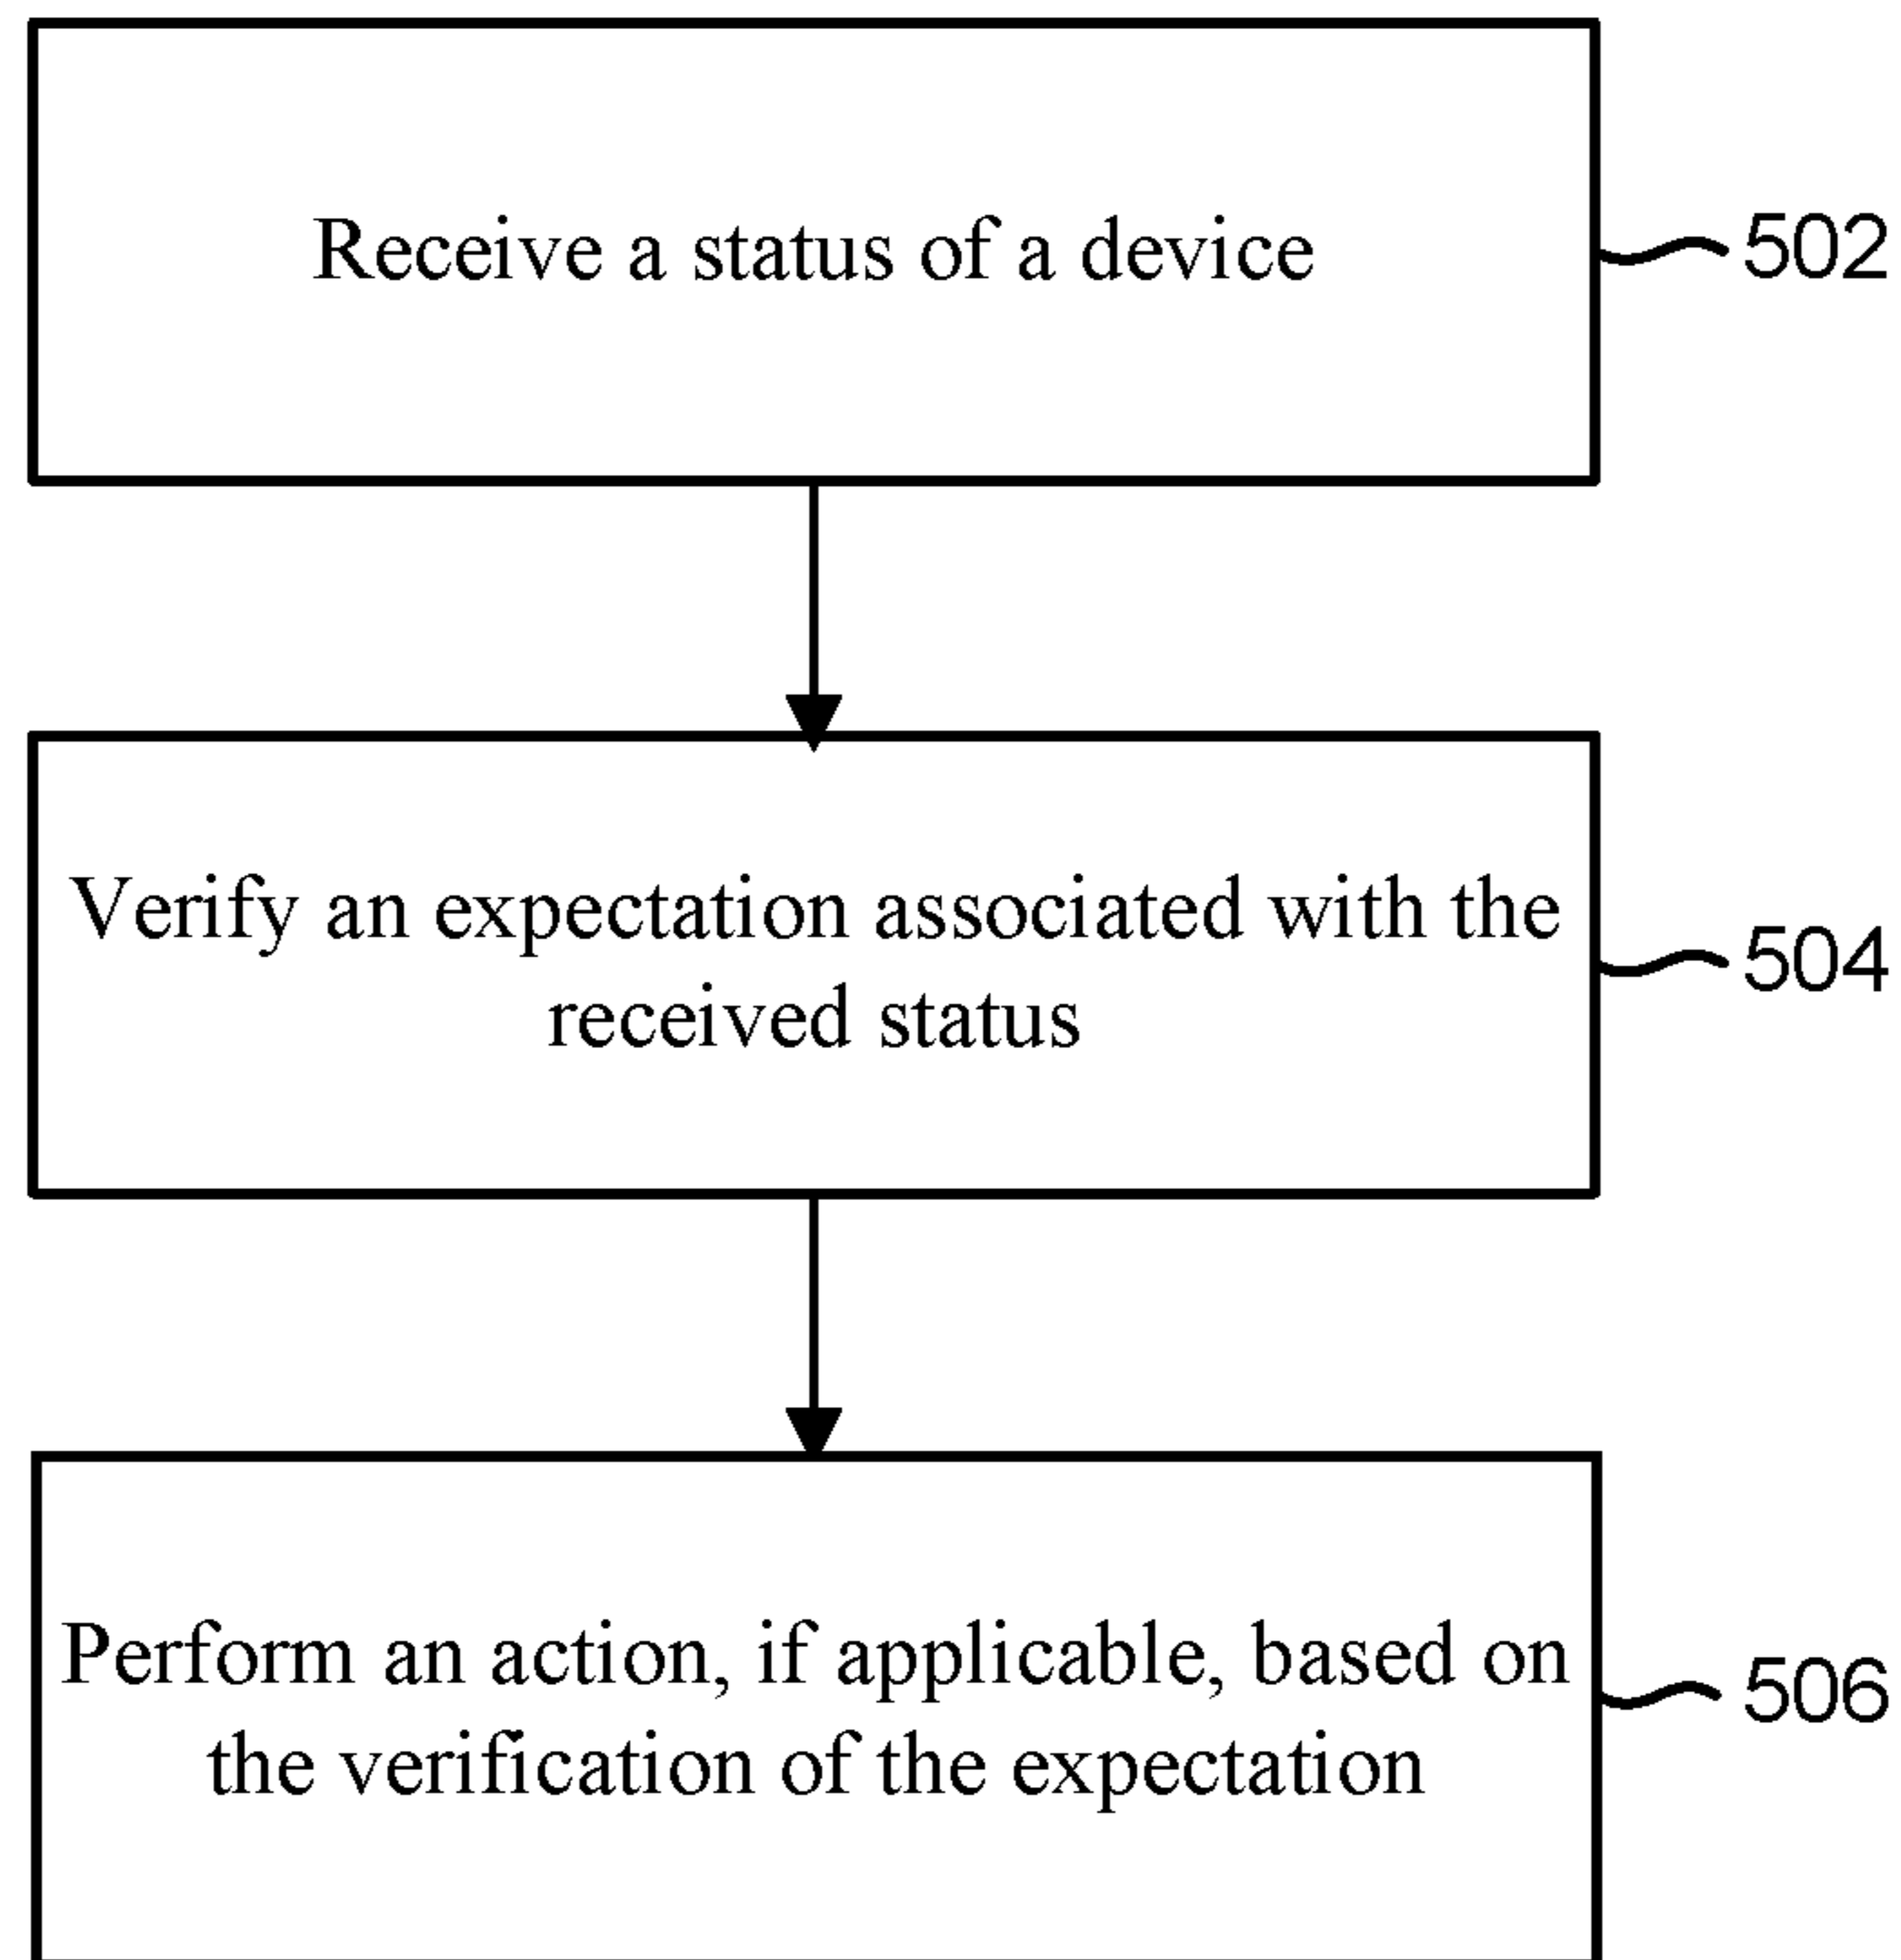 Receive a status of a device
502
Verify an expectation associated with the
received status
504
Perform an action, if applicable, based on
the verification of the expectation
506